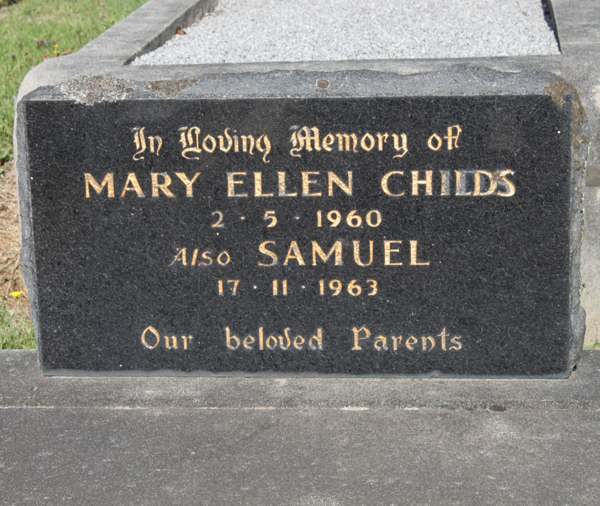 In Loving Memory of
MARY ELLEN CHILDS
2 · 5 · 1960
Also SAMUEL
17 · 11 · 1963
Our beloved Parents